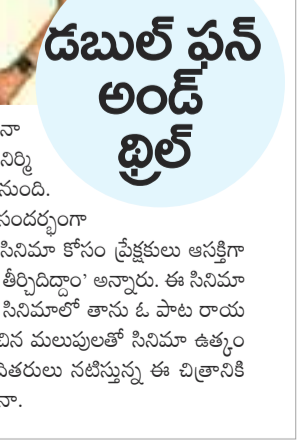 డబుల్ ఫన్
అండ్
థ్రిల్
నా
నిర్మి
నుంది.
సందర్భంగా
సినిమా కోసం ప్రేక్షకులు ఆసక్తిగా
తీర్చిదిద్దాం' అన్నారు. ఈ సినిమా
సినిమాలో తాను ఓ పాట రాయ
చిన మలుపులతో సినిమా ఉత్కం
వితరులు నటిస్తున్న ఈ చిత్రానికి
నా.